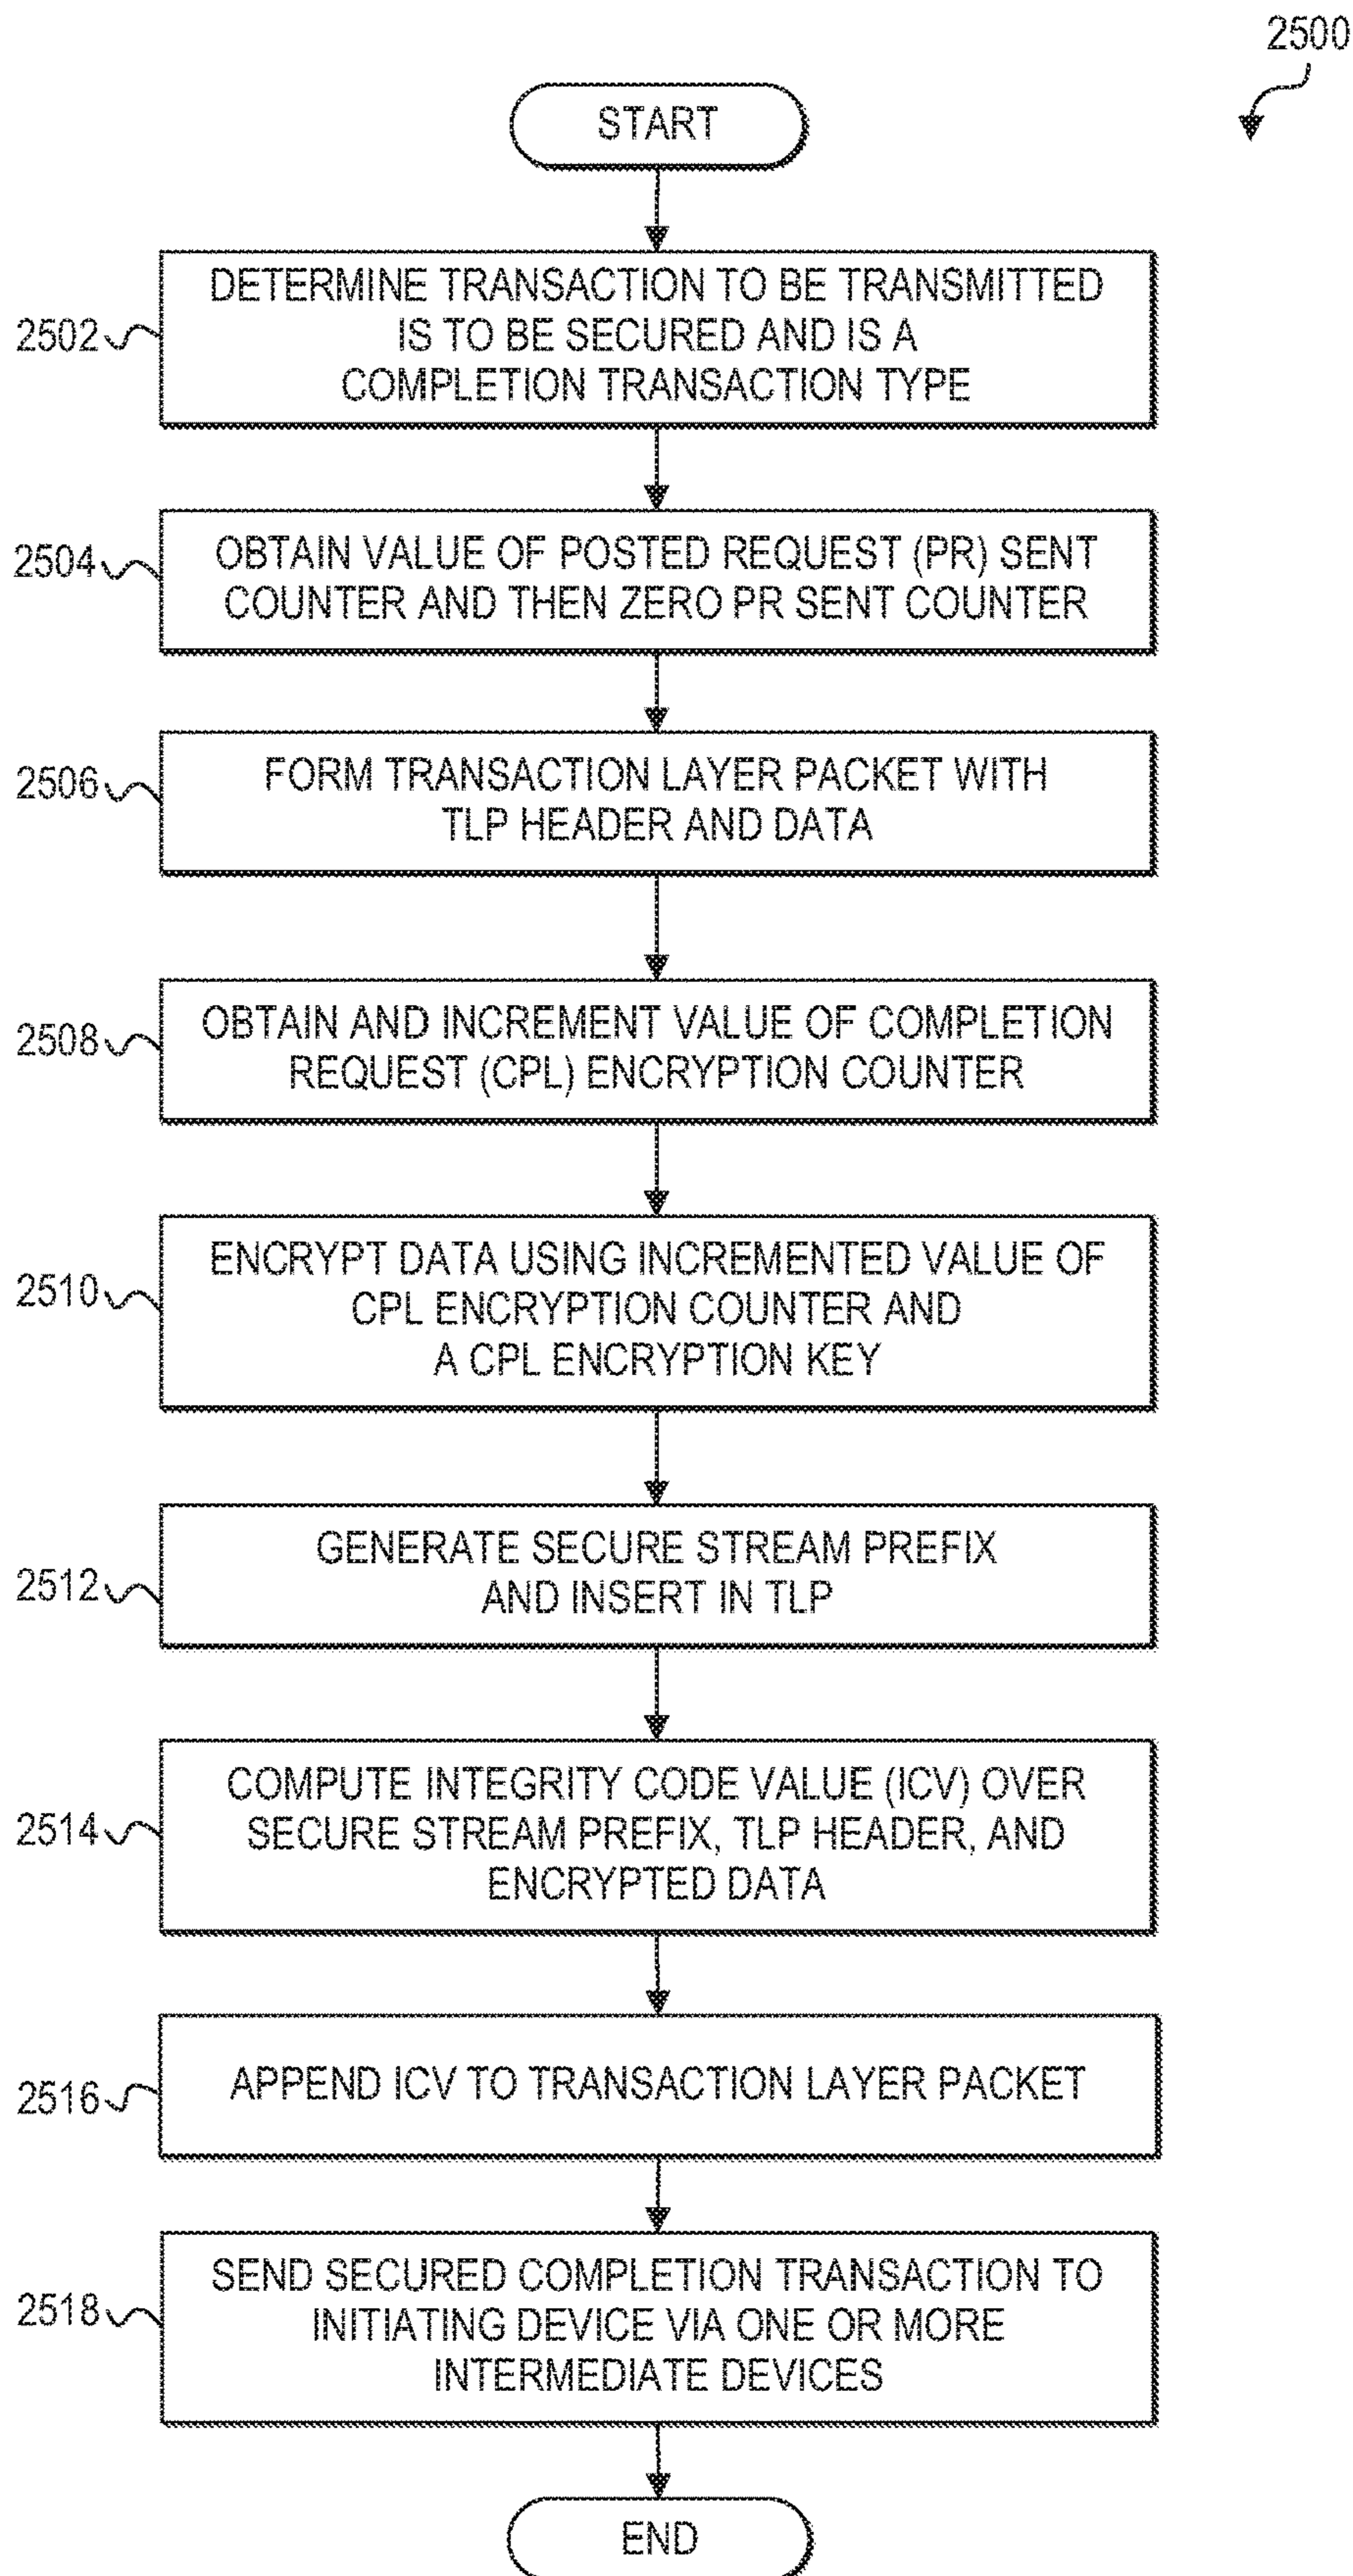 2500
START
2502
DETERMINE TRANSACTION TO BE TRANSMITTED
IS TO BE SECURED AND IS A
COMPLETION TRANSACTION TYPE
2504
OBTAIN VALUE OF POSTED REQUEST (PR) SENT
COUNTER AND THEN ZERO PR SENT COUNTER
2506
FORM TRANSACTION LAYER PACKET WITH
TLP HEADER AND DATA
2508
OBTAIN AND INCREMENT VALUE OF COMPLETION
REQUEST (CPL) ENCRYPTION COUNTER
2510
ENCRYPT DATA USING INCREMENTED VALUE OF
CPL ENCRYPTION COUNTER AND
A CPL ENCRYPTION KEY
2512
GENERATE SECURE STREAM PREFIX
AND INSERT IN TLP
2514
COMPUTE INTEGRITY CODE VALUE (ICV) OVER
SECURE STREAM PREFIX, TLP HEADER, AND
ENCRYPTED DATA
2516
APPEND ICV TO TRANSACTION LAYER PACKET
2518
SEND SECURED COMPLETION TRANSACTION TO
INITIATING DEVICE VIA ONE OR MORE
INTERMEDIATE DEVICES
END